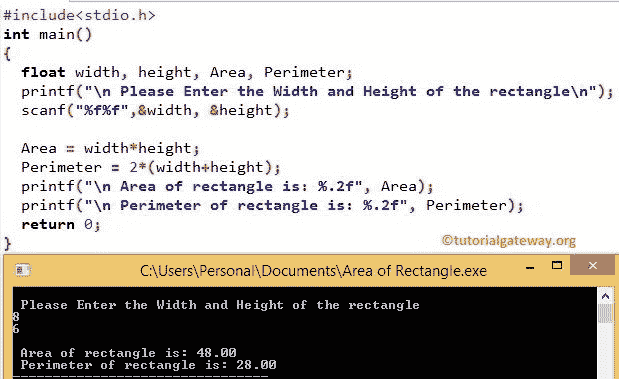 #include<stdio.h>
int main()
{
float width, height, Area, Perimeter;
printf("\n Please Enter the Width and Height of the rectangle\n");
scanf("%f%f",&width, &height);
Area = width*height;
Perimeter = 2*(width+height);
printf("\n Area of rectangle is: %.2f", Area);
printf("\n Perimeter of rectangle is: %.2f", Perimeter);
return 0;
}
©tutorialgateway.org
C:\Users\Personal\Documents\Area of Rectangle.exe
Please Enter the Width and Height of the rectangle
8
6
Area of rectangle is: 48.00
Perimeter of rectangle is: 28.00
--------------------------------